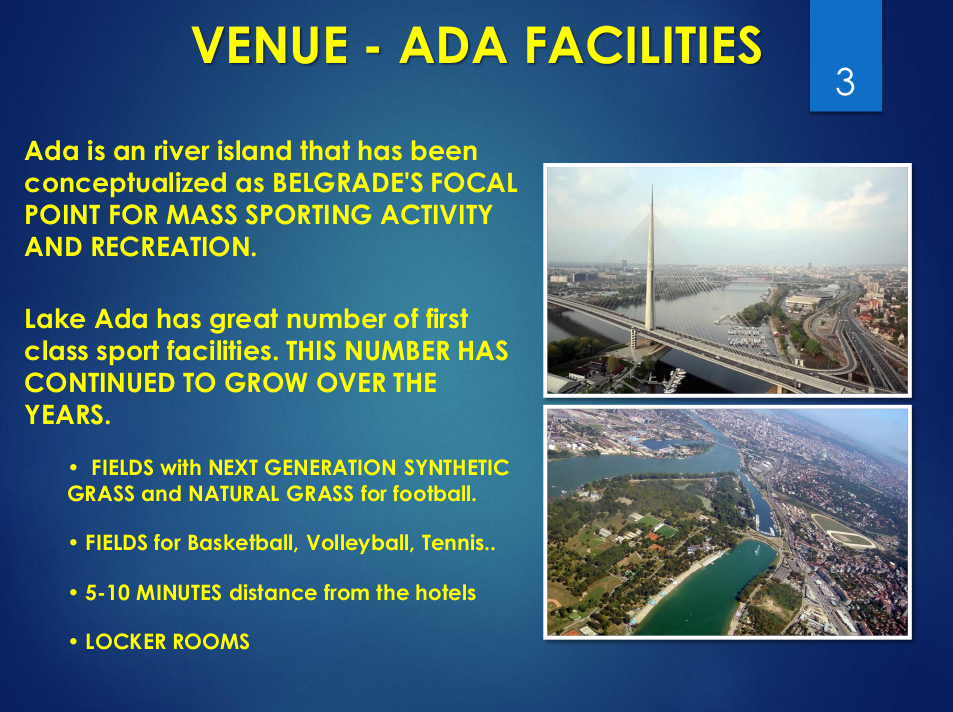 VENUE - ADA FACILITIES
3
Ada is an river island that has been
conceptualized as BELGRADE'S FOCAL
POINT FOR MASS SPORTING ACTIVITY
AND RECREATION.
Lake Ada has great number of first
class sport facilities. THIS NUMBER HAS
CONTINUED TO GROW OVER THE
YEARS.
• FIELDS with NEXT GENERATION SYNTHETIC
GRASS and NATURAL GRASS for football.
• FIELDS for Basketball, Volleyball, Tennis..
• 5-10 MINUTES distance from the hotels
• LOCKER ROOMS